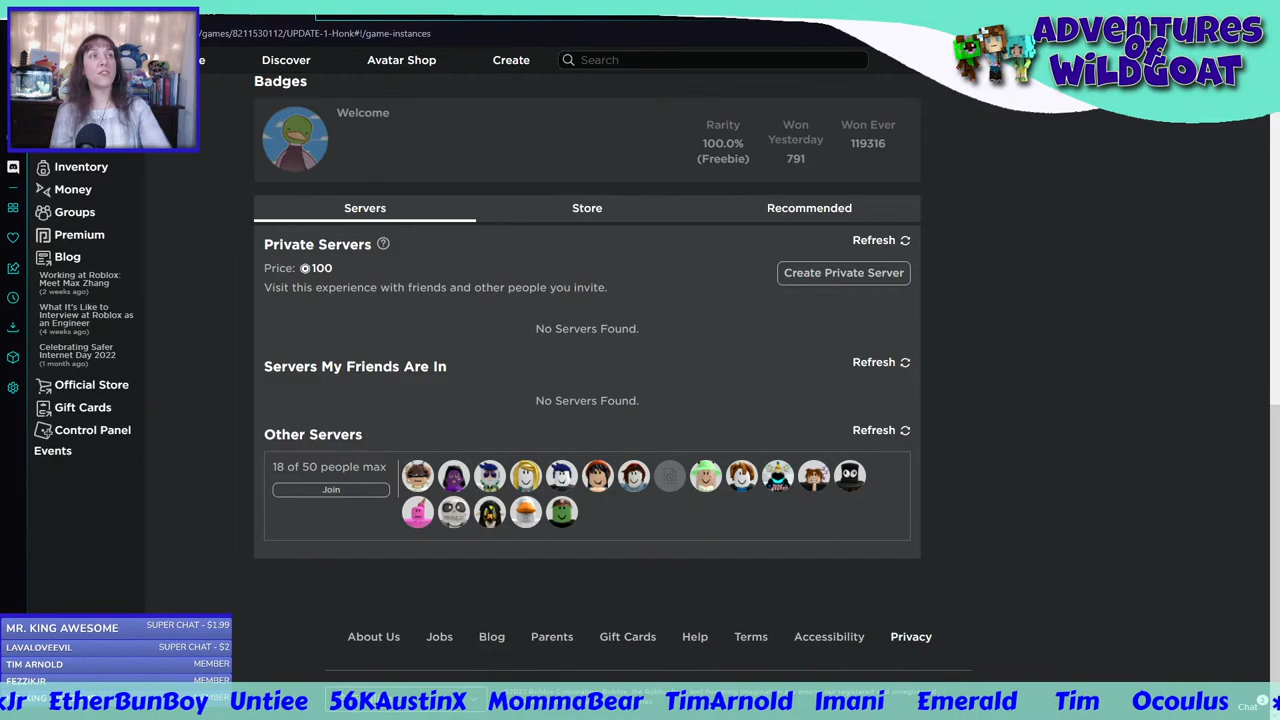 /games/8211530112/UPDATE-1-Honk#!/game-instances
Discover
Avatar Shop
Create
Search
ADVENTURES
OF
WILDGOAT
Badges
Welcome
Rarity
100.0%
(Freebie)
Won
Yesterday
791
Won Ever
119316
Inventory
Money
Groups
Premium
Blog
Working at Roblox:
Meet Max Zhang
(2 weeks ago)
What It's Like to
Interview at Roblox as
an Engineer
(4 weeks ago)
Celebrating Safer
Internet Day 2022
(1 month ago)
Official Store
Gift Cards
Control Panel
Events
Servers
Store
Recommended
Private Servers
Refresh
Price: 100
Create Private Server
Visit this experience with friends and other people you invite.
No Servers Found.
Servers My Friends Are In
Refresh
No Servers Found.
Other Servers
Refresh
18 of 50 people max
Join
About Us
Jobs
Blog
Parents
Gift Cards
Help
Terms
Accessibility
Privacy
MR. KING AWESOME SUPER CHAT - $1.99
LAVALOVEEVIL SUPER CHAT - $2
TIM ARNOLD MEMBER
FEZZIKJR MEMBER
kJr EtherBunBoy Untiee 56KAustinX MommaBear TimArnold Imani Emerald Tim Ocoulus
Chat